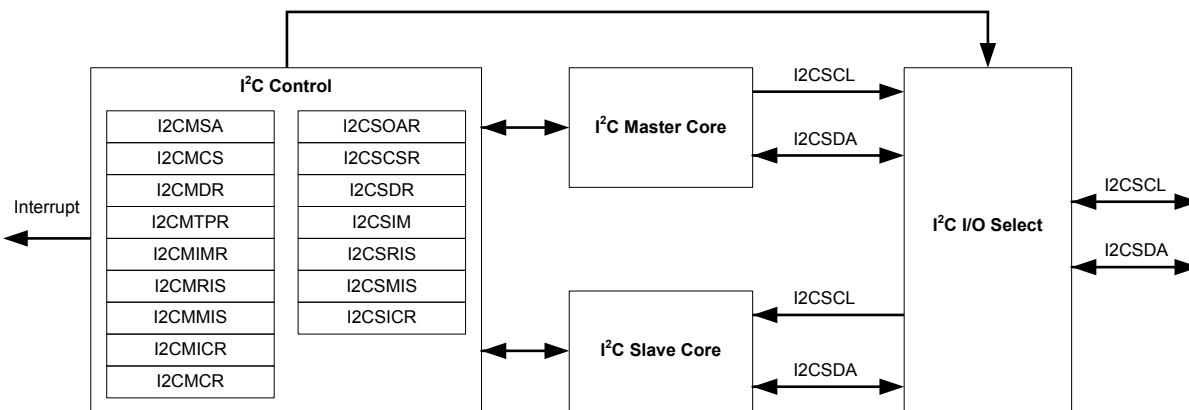 I²C Control
I2CMSA
I2CMCS
I2CMDR
I2CMTPR
I2CMIMR
I2CMRIS
I2CMMIS
I2CMICR
I2CMCR
I2CSOAR
I2CSCSR
I2CSDR
I2CSIM
I2CSRIS
I2CSMIS
I2CSICR
Interrupt
I²C Master Core
I2CSCL
I2CSDA
I²C Slave Core
I2CSCL
I2CSDA
I²C I/O Select
I2CSCL
I2CSDA